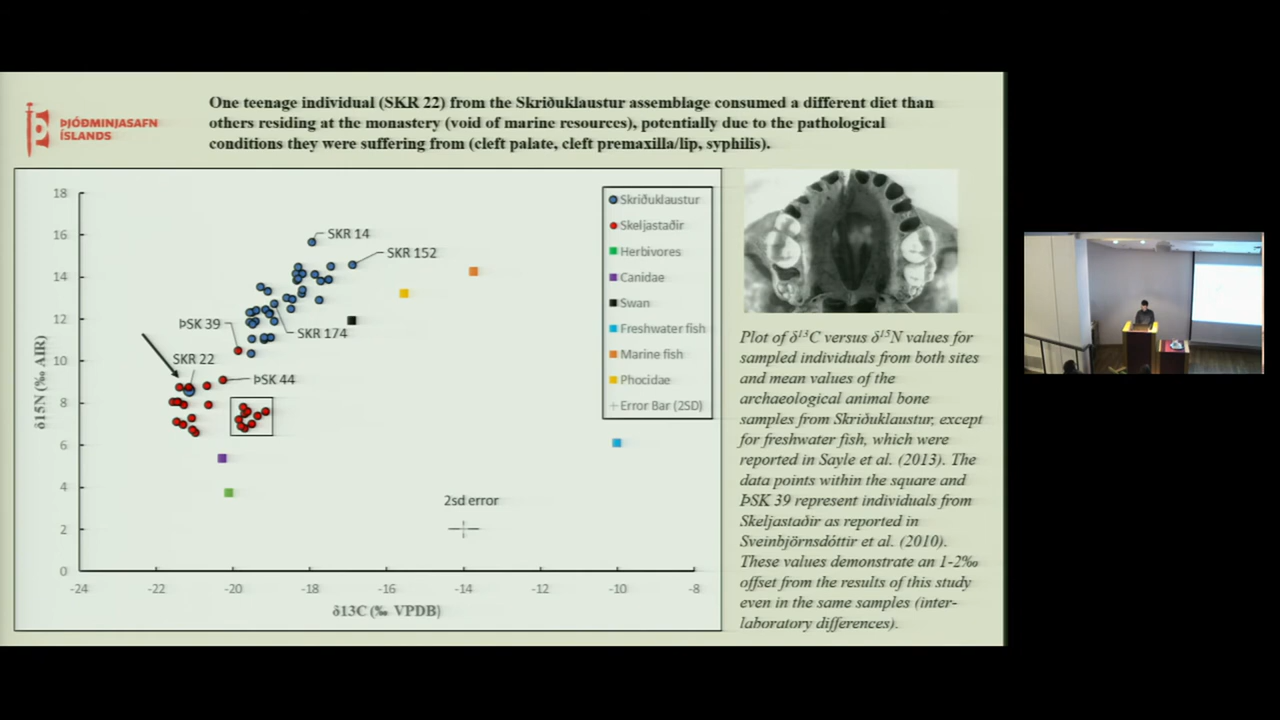 ÞJÓÐMINJASAFN
ÍSLANDS
One teenage individual (SKR 22) from the Skriðuklaustur assemblage consumed a different diet than
others residing at the monastery (void of marine resources), potentially due to the pathological
conditions they were suffering from (cleft palate, cleft premaxilla/lip, syphilis).
18
16
14
12
10
8
6
4
2
0
δ15N (‰ AIR)
-24
-22
-20
-18
-16
-14
-12
-10
-8
δ13C (‰ VPDB)
SKR 14
SKR 152
ÞSK 39
SKR 174
SKR 22
ÞSK 44
2sd error
Skriðuklaustur
Skeljastaðir
Herbivores
Canidae
Swan
Freshwater fish
Marine fish
Phocidae
Error Bar (2SD)
Plot of δ¹³C versus δ¹⁵N values for
sampled individuals from both sites
and mean values of the
archaeological animal bone
samples from Skriðuklaustur, except
for freshwater fish, which were
reported in Sayle et al. (2013). The
data points within the square and
ÞSK 39 represent individuals from
Skeljastaðir as reported in
Sveinbjörnsdóttir et al. (2010).
These values demonstrate an 1-2‰
offset from the results of this study
even in the same samples (inter-
laboratory differences).